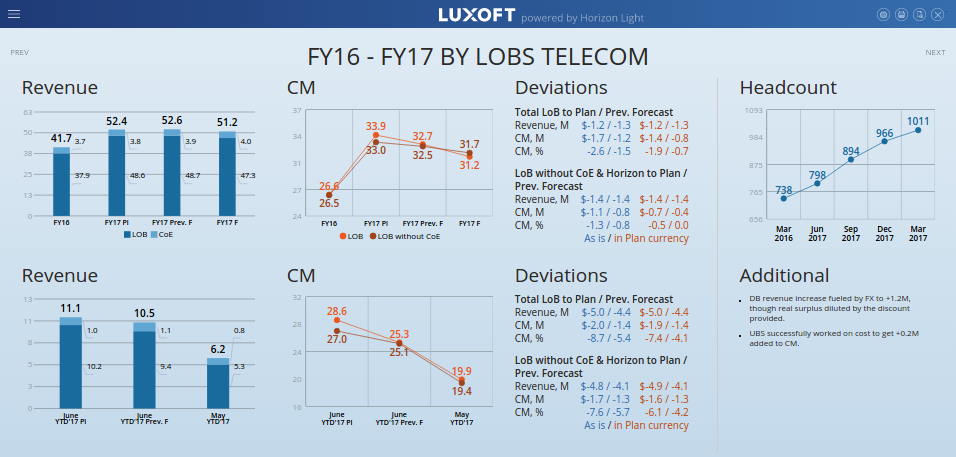 LUXOFT powered by Horizon Light
PREV
NEXT
FY16 - FY17 BY LOBS TELECOM
Revenue
63
50
38
25
13
0
41.7
52.4
52.6
51.2
3.7
3.8
3.9
4.0
37.9
48.6
48.7
47.3
FY16
FY17 Pl
FY17 Prev. F
FY17 F
LOB CoE
CM
37
34
31
27
24
33.9
32.7
31.7
33.0
32.5
31.2
26.6
26.5
FY16
FY17 Pl
FY17 Prev. F
FY17 F
LOB LOB without CoE
Deviations
Total LoB to Plan / Prev. Forecast
Revenue, M $-1.2 / -1.3 $-1.2 / -1.3
CM, M $-1.7 / -1.2 $-1.4 / -0.8
CM, % -2.6 / -1.5 -1.9 / -0.7
LoB without CoE & Horizon to Plan /
Prev. Forecast
Revenue, M $-1.4 / -1.4 $-1.4 / -1.4
CM, M $-1.1 / -0.8 $-0.7 / -0.4
CM, % -1.3 / -0.8 -0.5 / 0.0
As is / in Plan currency
Headcount
1093
984
875
765
656
738
798
894
966
1011
Mar
2016
Jun
2017
Sep
2017
Dec
2017
Mar
2017
Revenue
13
11
8
5
3
0
11.1
10.5
6.2
1.0
1.1
0.8
10.2
9.4
5.3
June
YTD'17 Pl
June
YTD'17 Prev. F
May
YTD'17
LOB CoE
CM
32
28
24
20
16
28.6
27.0
25.3
25.1
19.9
19.4
June
YTD'17 Pl
June
YTD'17 Prev. F
May
YTD'17
Deviations
Total LoB to Plan / Prev. Forecast
Revenue, M $-5.0 / -4.4 $-5.0 / -4.4
CM, M $-2.0 / -1.4 $-1.9 / -1.4
CM, % -8.7 / -5.4 -7.4 / -4.1
LoB without CoE & Horizon to Plan /
Prev. Forecast
Revenue, M $-4.8 / -4.1 $-4.9 / -4.1
CM, M $-1.7 / -1.3 $-1.6 / -1.3
CM, % -7.6 / -5.7 -6.1 / -4.2
As is / in Plan currency
Additional
DB revenue increase fueled by FX to +1.2M,
though real surplus diluted by the discount
provided.
UBS successfully worked on cost to get +0.2M
added to CM.